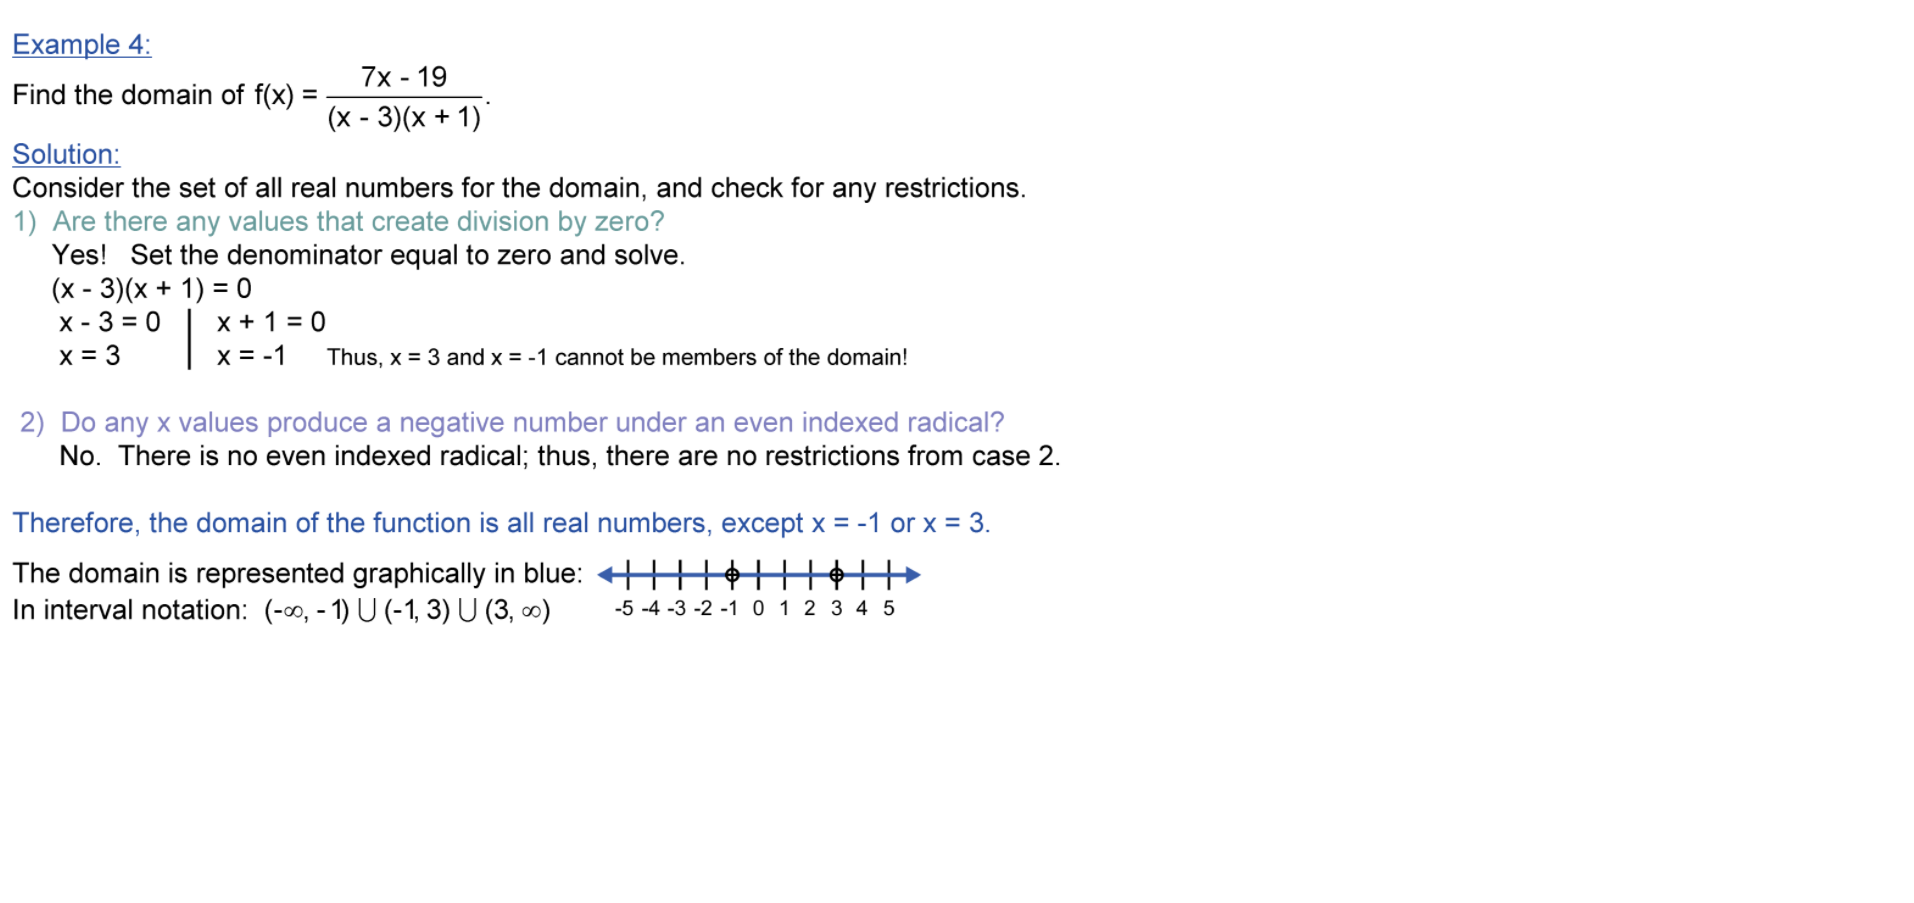 Example 4:
Find the domain of f(x) = 7x - 19 / (x - 3)(x + 1).
Solution:
Consider the set of all real numbers for the domain, and check for any restrictions.
1) Are there any values that create division by zero?
Yes! Set the denominator equal to zero and solve.
(x - 3)(x + 1) = 0
x - 3 = 0 | x + 1 = 0
x = 3 | x = -1 Thus, x = 3 and x = -1 cannot be members of the domain!
2) Do any x values produce a negative number under an even indexed radical?
No. There is no even indexed radical; thus, there are no restrictions from case 2.
Therefore, the domain of the function is all real numbers, except x = -1 or x = 3.
The domain is represented graphically in blue:
In interval notation: (-∞, - 1) ∪ (-1, 3) ∪ (3, ∞)
-5 -4 -3 -2 -1 0 1 2 3 4 5